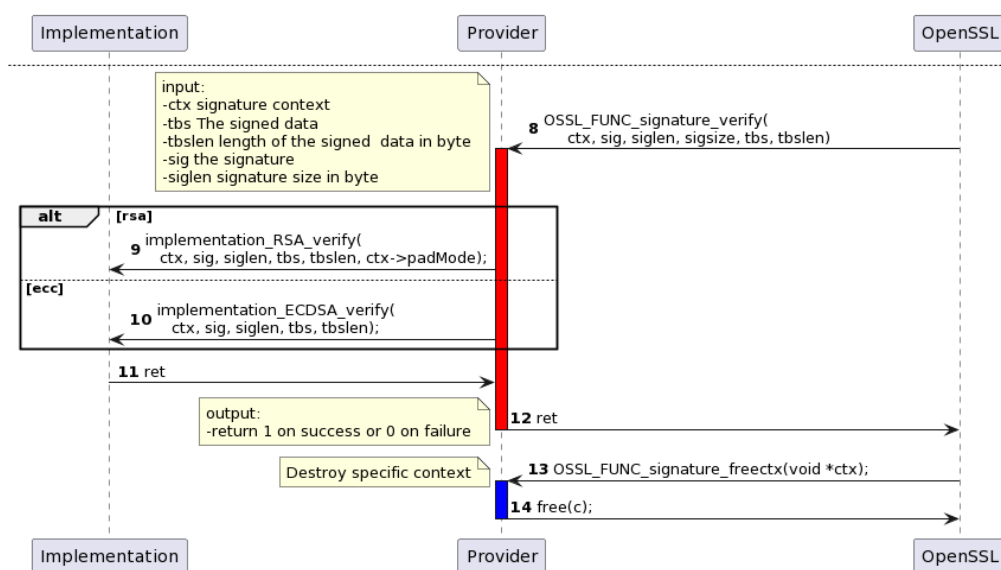 Implementation
Provider
OpenSSL
input:
-ctx signature context
-tbs The signed data
-tbslen length of the signed  data in byte
-sig the signature
-siglen signature size in byte
8 OSSL_FUNC_signature_verify(
ctx, sig, siglen, sigsize, tbs, tbslen)
alt [rsa]
9 implementation_RSA_verify(
ctx, sig, siglen, tbs, tbslen, ctx->padMode);
[ecc]
10 implementation_ECDSA_verify(
ctx, sig, siglen, tbs, tbslen);
11 ret
output:
-return 1 on success or 0 on failure
12 ret
Destroy specific context
13 OSSL_FUNC_signature_freectx(void *ctx);
14 free(c);
Implementation
Provider
OpenSSL